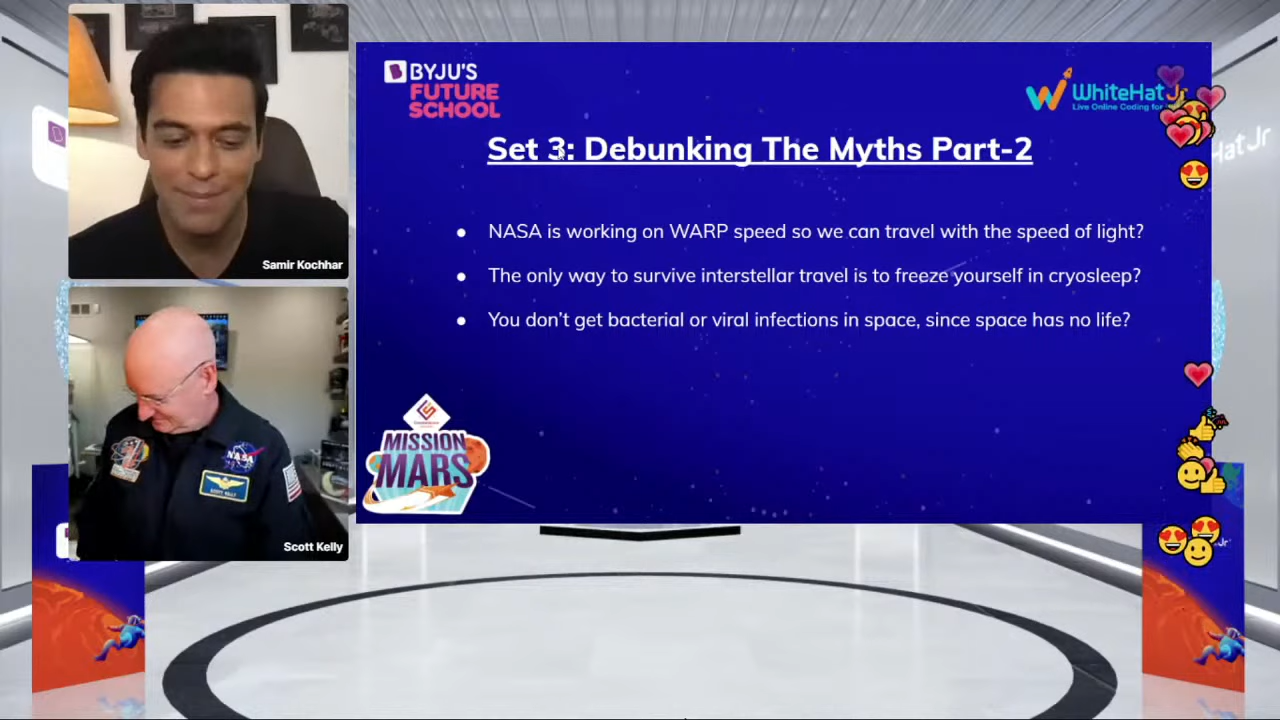 BYJU'S
FUTURE
SCHOOL
WhiteHat Jr
Live Online Coding for
Set 3: Debunking The Myths Part-2
NASA is working on WARP speed so we can travel with the speed of light?
The only way to survive interstellar travel is to freeze yourself in cryosleep?
You don't get bacterial or viral infections in space, since space has no life?
MISSION
MARS
Samir Kochhar
NASA
SCOTT KELLY
Scott Kelly
HatJr